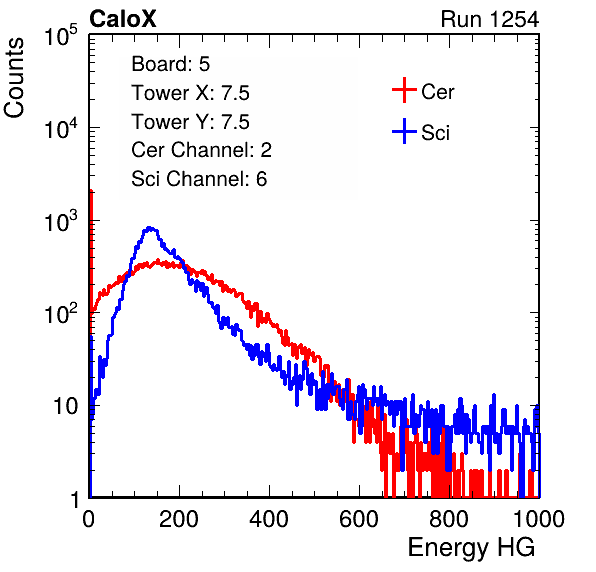 CaloX Run 1254
Counts
10^5
10^4
10^3
10^2
10
1
Board: 5
Tower X: 7.5
Tower Y: 7.5
Cer Channel: 2
Sci Channel: 6
Cer
Sci
0 200 400 600 800 1000
Energy HG